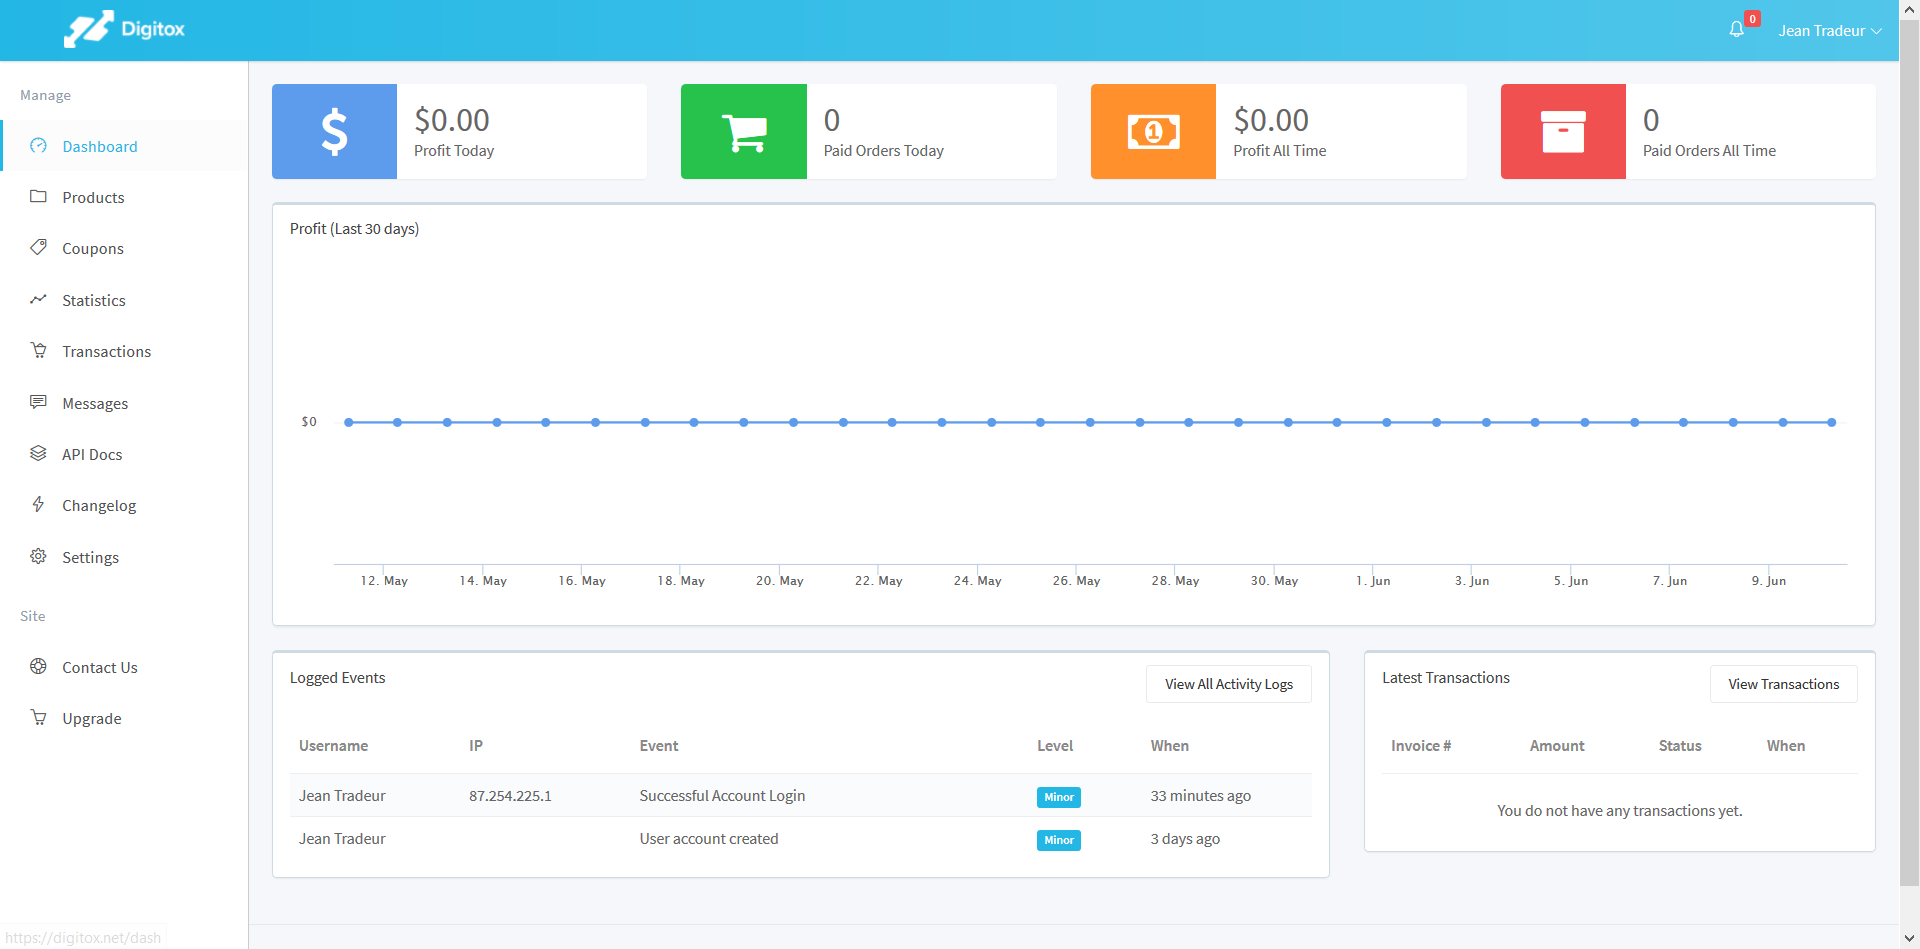 Digitox
0
Jean Tradeur
Manage
Dashboard
Products
Coupons
Statistics
Transactions
Messages
API Docs
Changelog
Settings
Site
Contact Us
Upgrade
$0.00
Profit Today
0
Paid Orders Today
1
$0.00
Profit All Time
0
Paid Orders All Time
Profit (Last 30 days)
$0
12. May 14. May 16. May 18. May 20. May 22. May 24. May 26. May 28. May 30. May 1. Jun 3. Jun 5. Jun 7. Jun 9. Jun
Logged Events
View All Activity Logs
Username IP Event Level When
Jean Tradeur 87.254.225.1 Successful Account Login Minor 33 minutes ago
Jean Tradeur User account created Minor 3 days ago
Latest Transactions
View Transactions
Invoice # Amount Status When
You do not have any transactions yet.
https://digitox.net/dash